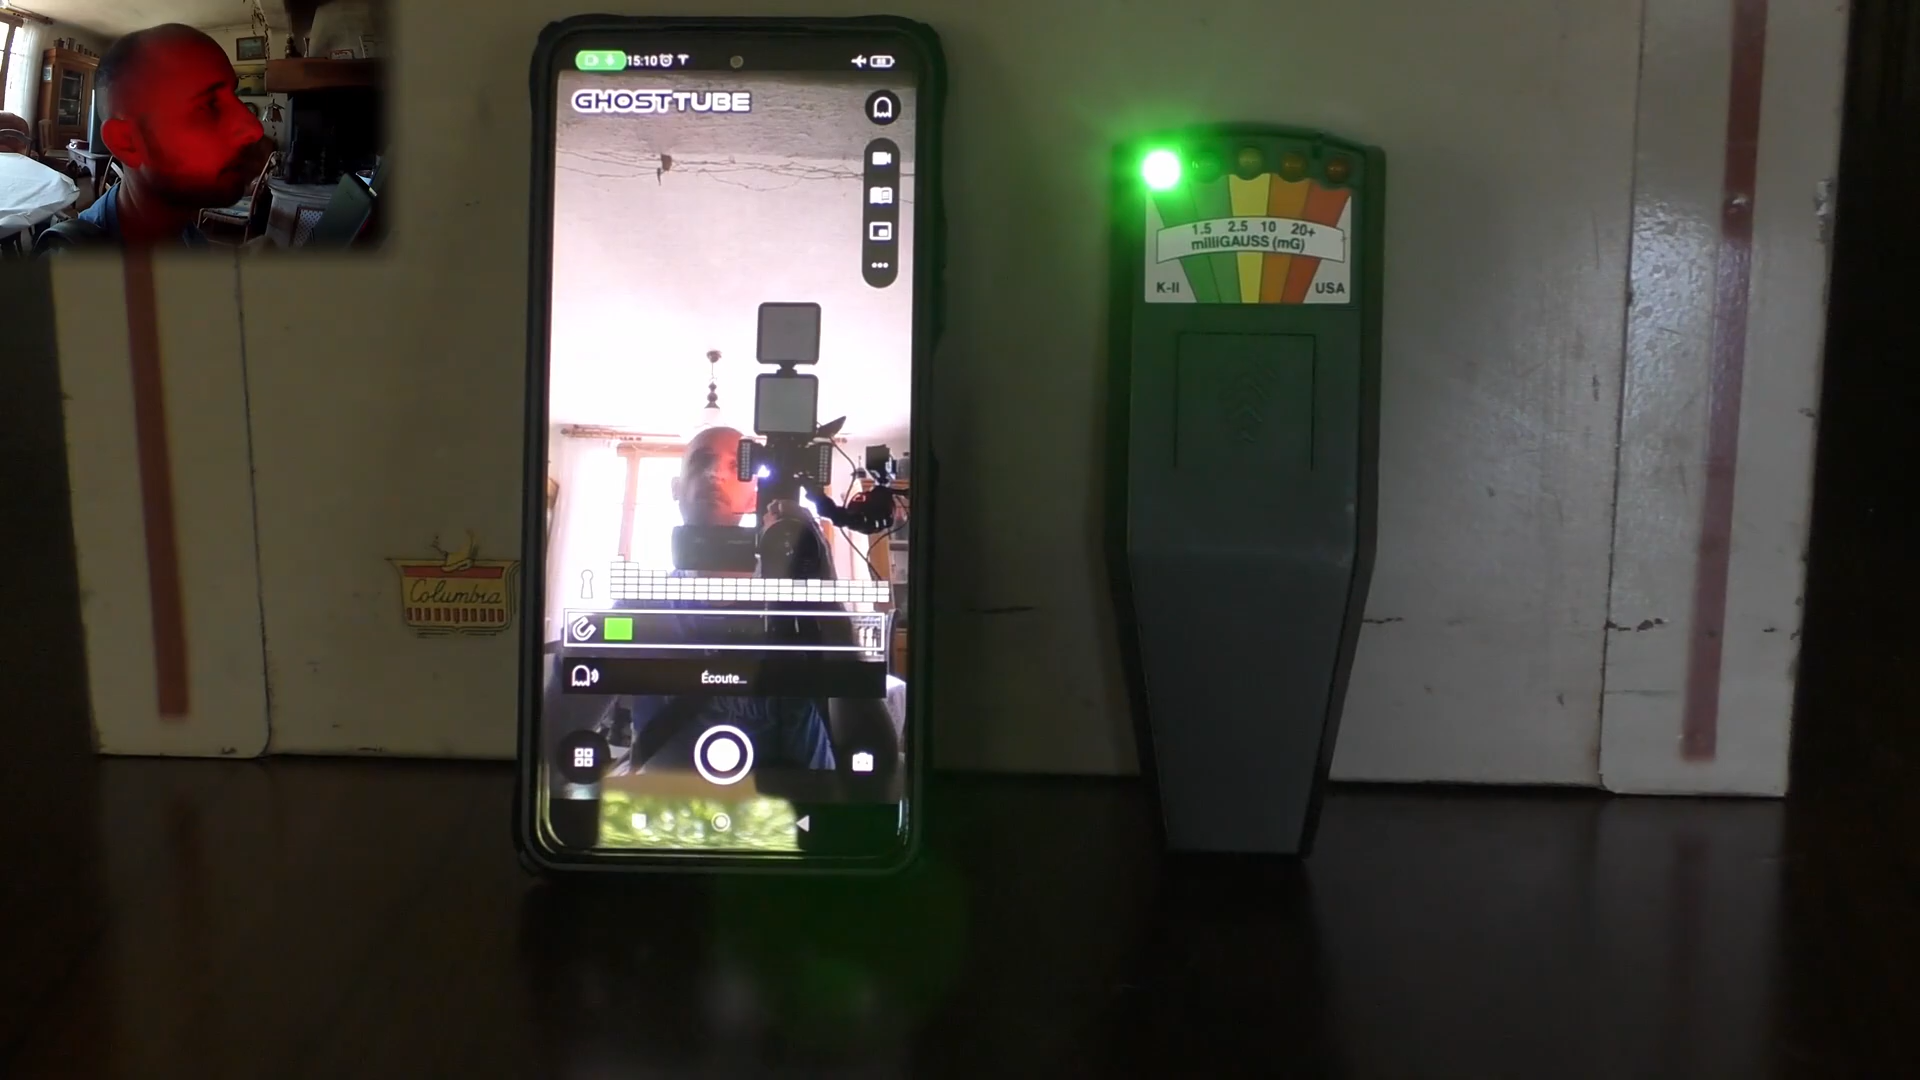 15:10
GHOSTTUBE
1.5 2.5 10 20+
milliGAUSS (mG)
K-II USA
Columbia
Écoute...